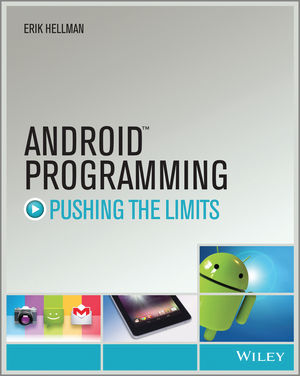 ERIK HELLMAN
ANDROID™
PROGRAMMING
PUSHING THE LIMITS
WILEY